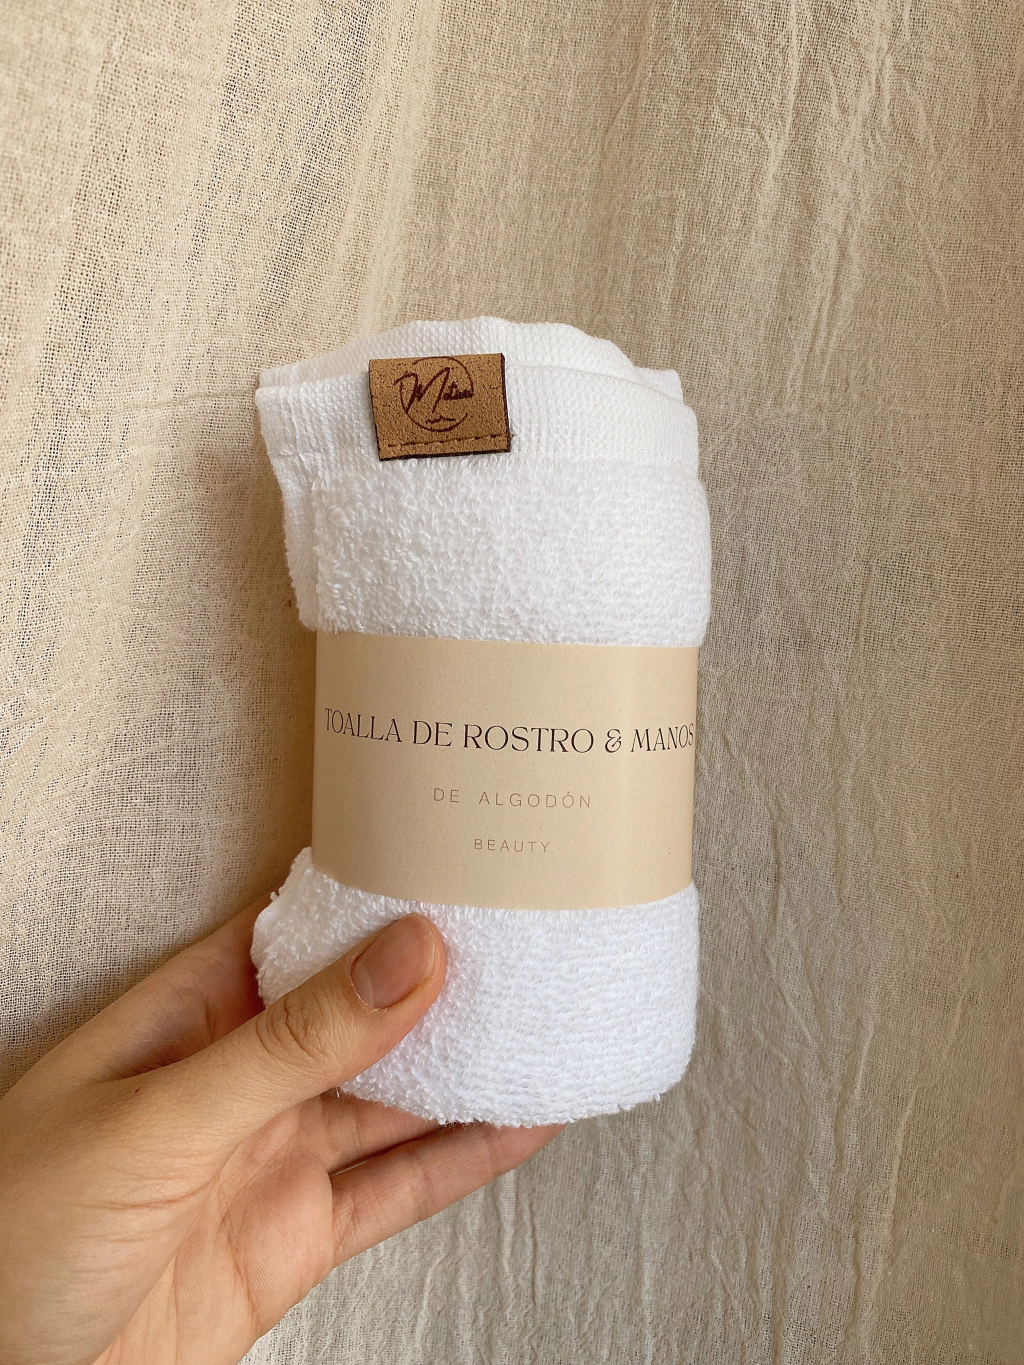 TOALLA DE ROSTRO & MANOS
DE ALGODÓN
BEAUTY